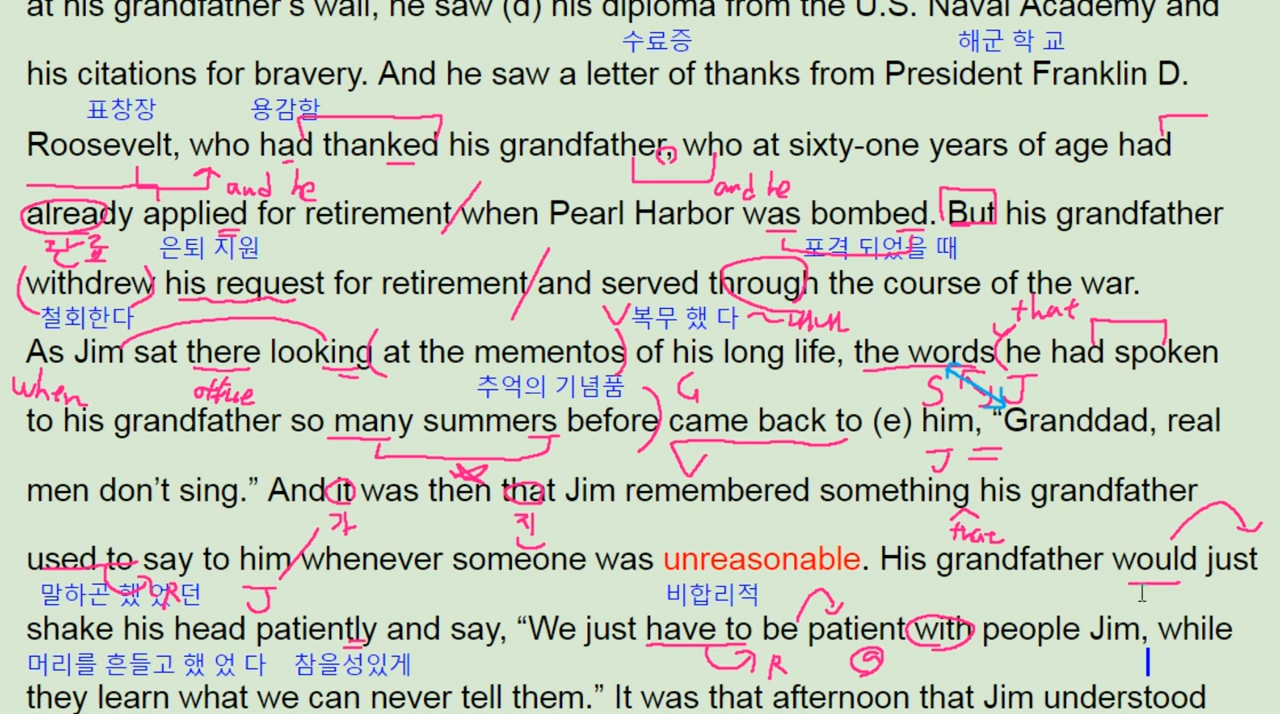 at his grandfather's wall, he saw (d) his diploma from the U.S. Naval Academy and
수료증 해군 학 교
his citations for bravery. And he saw a letter of thanks from President Franklin D.
표창장 용감함
Roosevelt, who had thanked his grandfather, who at sixty-one years of age had
and he and he
already applied for retirement when Pearl Harbor was bombed. But his grandfather
완료 은퇴 지원 포격 되었을 때
withdrew his request for retirement and served through the course of the war.
철회한다 복무 했 다 ~내내 that
As Jim sat there looking at the mementos of his long life, the words he had spoken
when office 추억의 기념품 G S J
to his grandfather so many summers before came back to (e) him, “Granddad, real
V J =
men don't sing.” And it was then that Jim remembered something his grandfather
가 진 that
used to say to him whenever someone was unreasonable. His grandfather would just
말하곤 했 었 던 R J 비합리적
shake his head patiently and say, “We just have to be patient with people Jim, while
머리를 흔들고 했 었 다 참을성있게 R
they learn what we can never tell them.” It was that afternoon that Jim understood